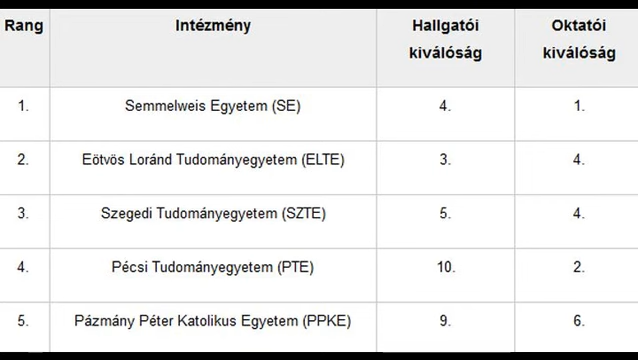 Rang Intézmény Hallgatói kiválóság Oktatói kiválóság
1. Semmelweis Egyetem (SE) 4. 1.
2. Eötvös Loránd Tudományegyetem (ELTE) 3. 4.
3. Szegedi Tudományegyetem (SZTE) 5. 4.
4. Pécsi Tudományegyetem (PTE) 10. 2.
5. Pázmány Péter Katolikus Egyetem (PPKE) 9. 6.